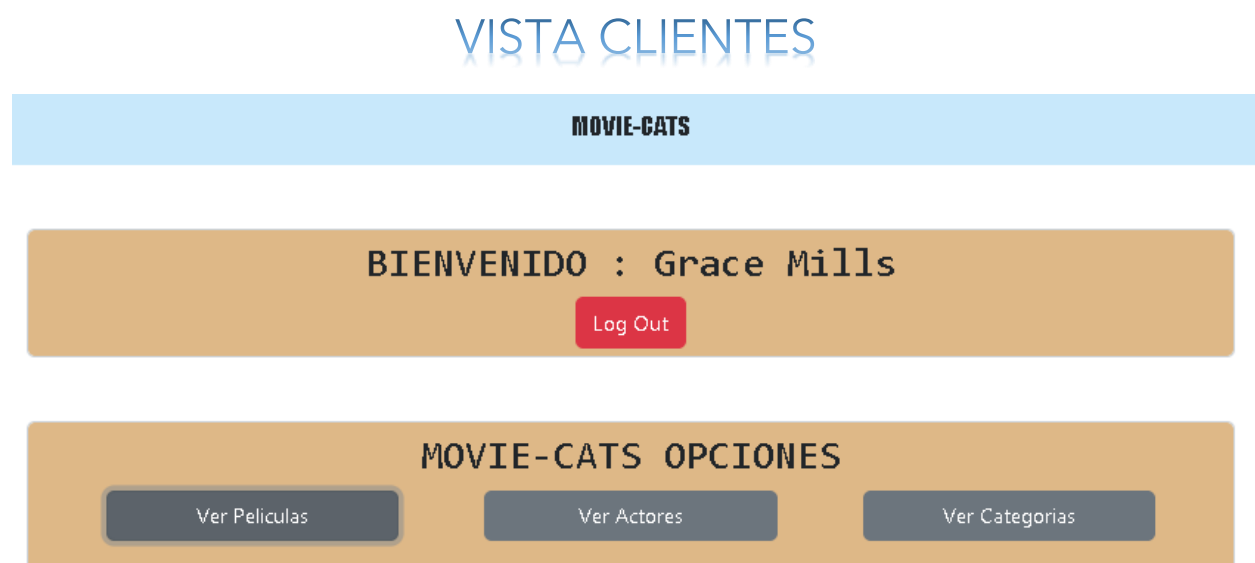 VISTA CLIENTES
MOVIE-CATS
BIENVENIDO : Grace Mills
Log Out
MOVIE-CATS OPCIONES
Ver Peliculas
Ver Actores
Ver Categorias